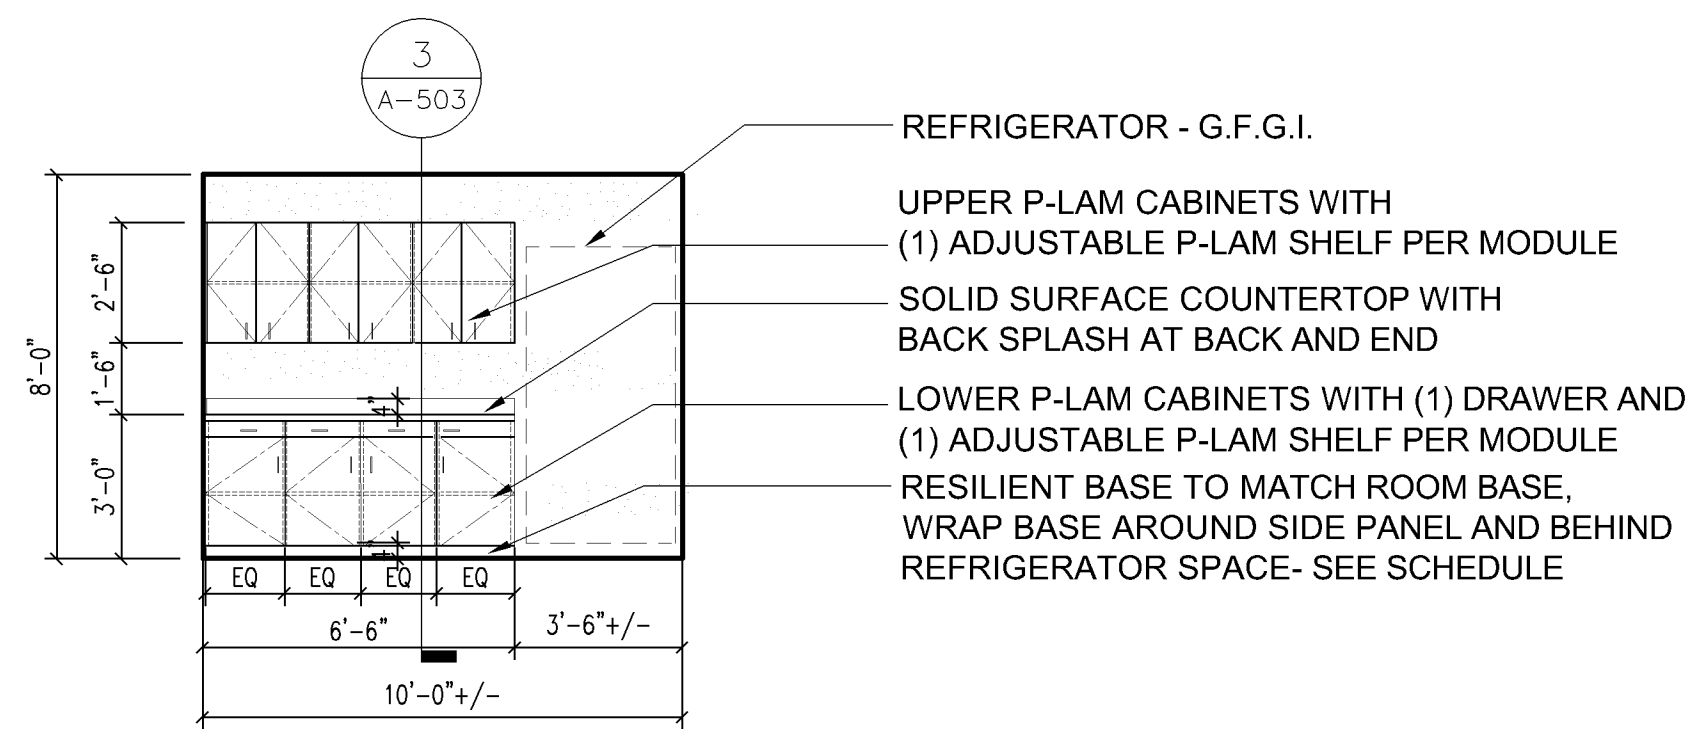 3
A-503
REFRIGERATOR - G.F.G.I.
UPPER P-LAM CABINETS WITH
(1) ADJUSTABLE P-LAM SHELF PER MODULE
SOLID SURFACE COUNTERTOP WITH
BACK SPLASH AT BACK AND END
LOWER P-LAM CABINETS WITH (1) DRAWER AND
(1) ADJUSTABLE P-LAM SHELF PER MODULE
RESILIENT BASE TO MATCH ROOM BASE,
WRAP BASE AROUND SIDE PANEL AND BEHIND
REFRIGERATOR SPACE- SEE SCHEDULE
8'-0"
2'-6"
1'-6"
3'-0"
4"
EQ EQ EQ EQ
6'-6" 3'-6"+/-
10'-0"+/-